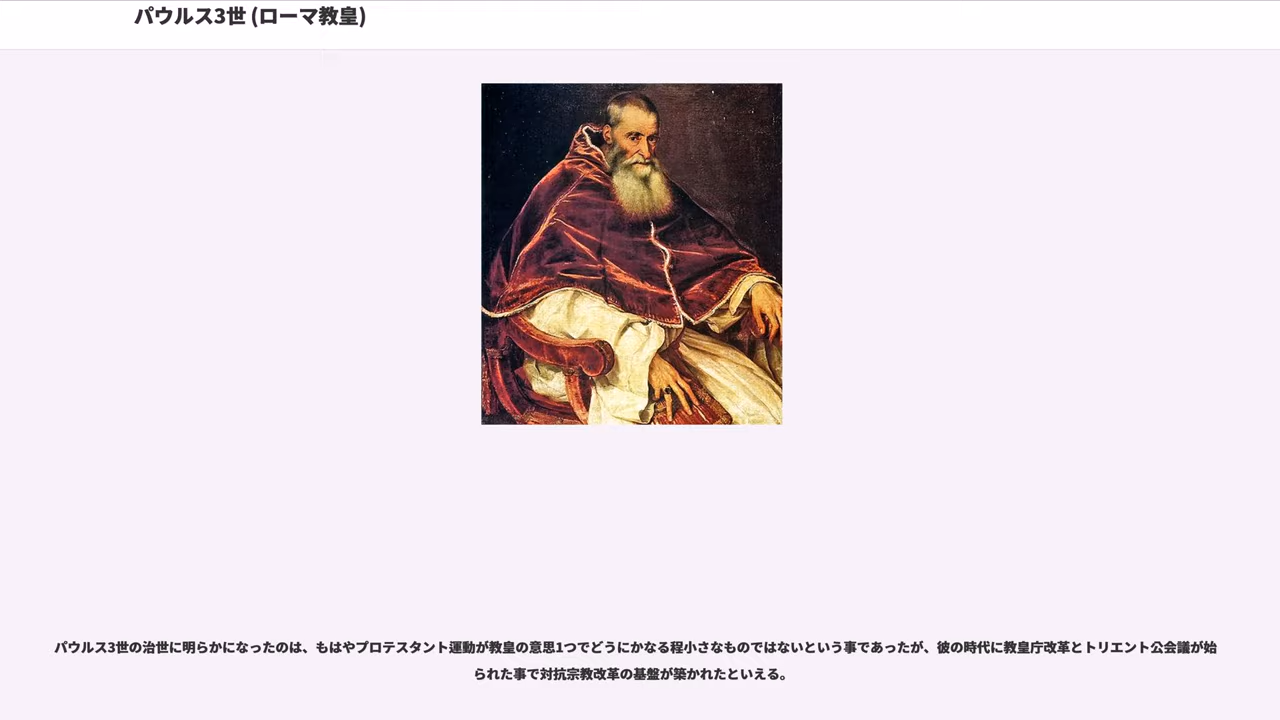 パウルス3世 (ローマ教皇)
パウルス3世の治世に明らかになったのは、もはやプロテスタント運動が教皇の意思1つでどうにかなる程小さなものではないという事であったが、彼の時代に教皇庁改革とトリエント公会議が始
られた事で対抗宗教改革の基盤が築かれたといえる。